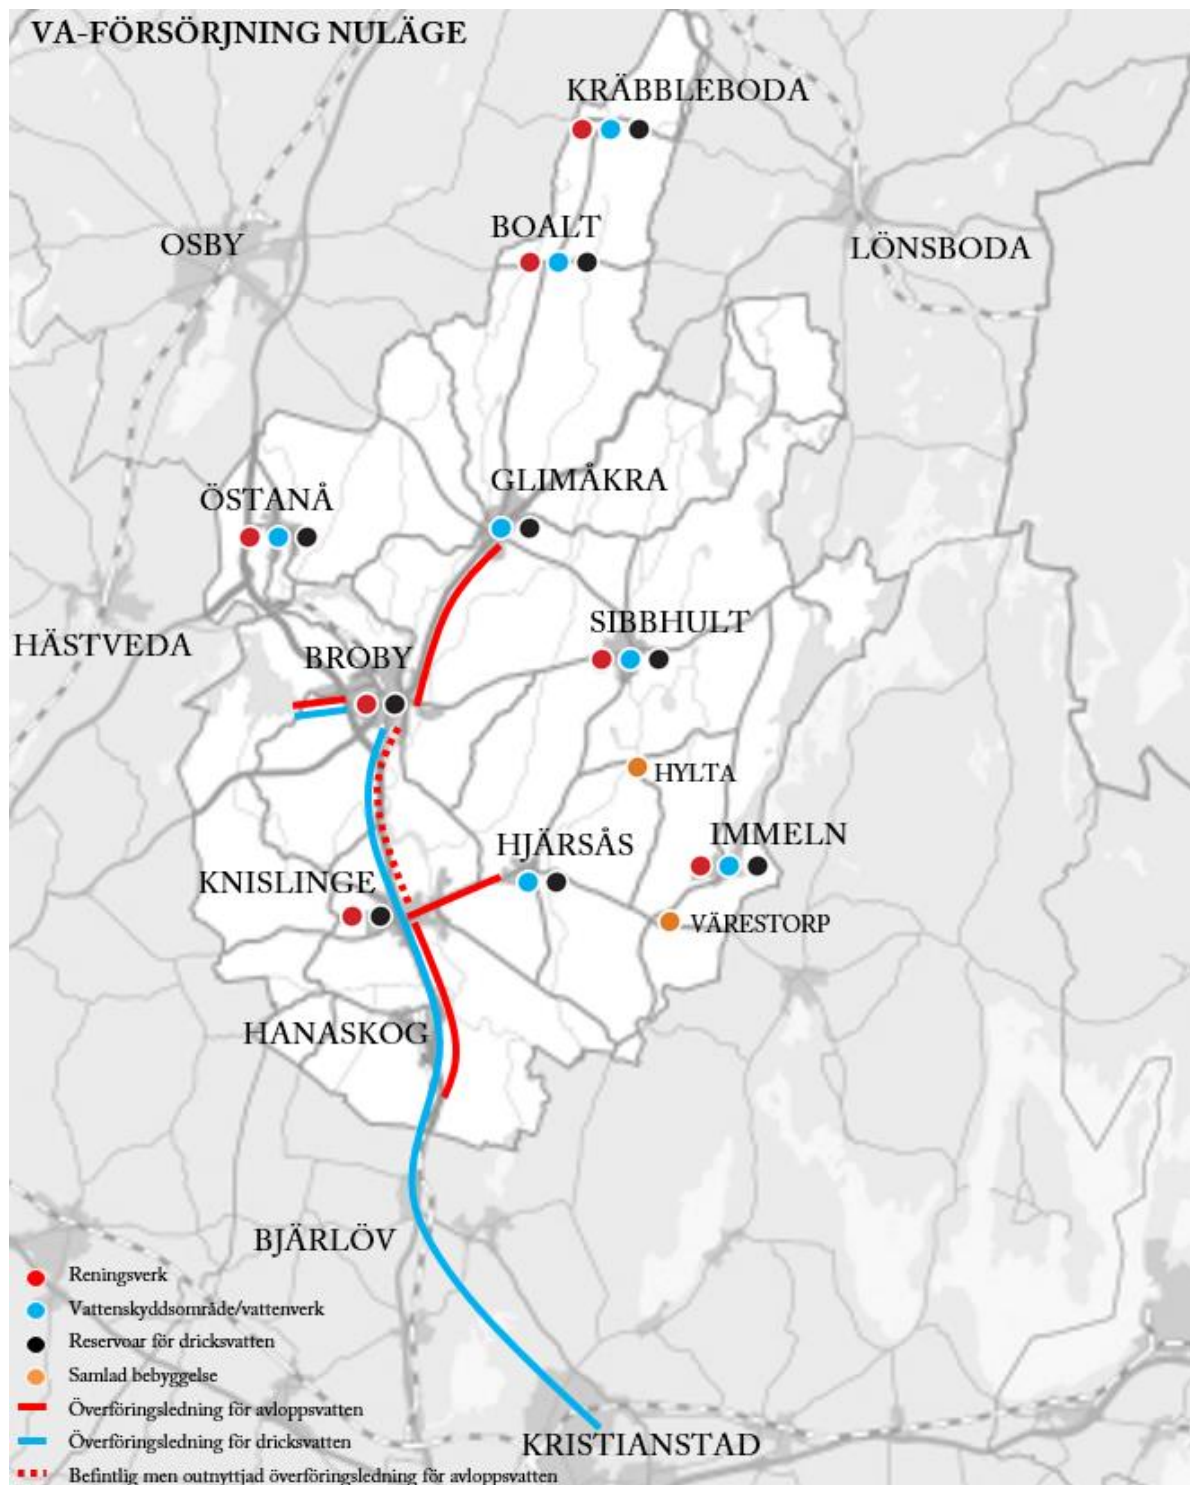 VA-FÖRSÖRJNING NULÄGE
KRÄBBLEBODA
BOALT
OSBY
LÖNSBODA
GLIMÅKRA
ÖSTANÅ
SIBBHULT
HÄSTVEDA
BROBY
HYLTA
IMMELN
HJÄRSÅS
KNISLINGE
VÄRESTORP
HANASKOG
BJÄRLÖV
Reningsverk
Vattenskyddsområde/vattenverk
Reservoar för dricksvatten
Samlad bebyggelse
Överföringsledning för avloppsvatten
Överföringsledning för dricksvatten
KRISTIANSTAD
Befintlig men outnyttjad överföringsledning för avloppsvatten